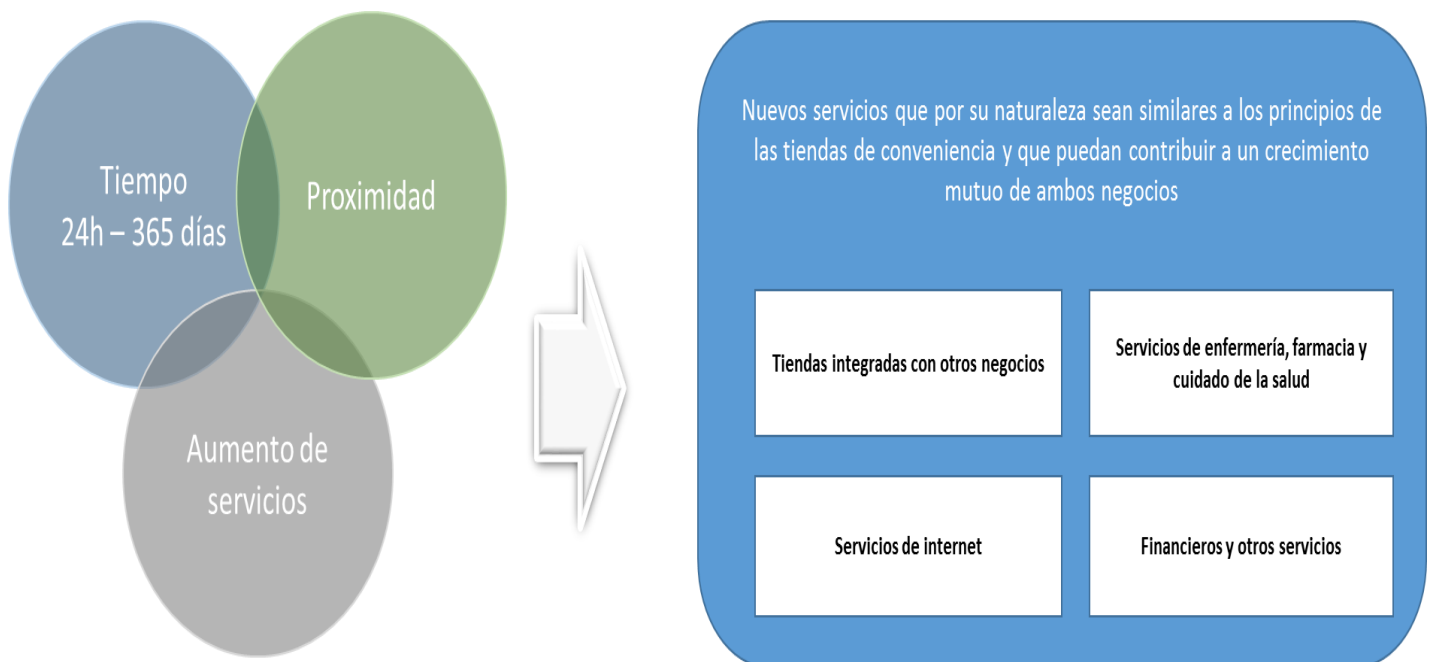 Tiempo
24h – 365 días
Proximidad
Aumento de
servicios
Nuevos servicios que por su naturaleza sean similares a los principios de
las tiendas de conveniencia y que puedan contribuir a un crecimiento
mutuo de ambos negocios
Tiendas integradas con otros negocios
Servicios de enfermería, farmacia y
cuidado de la salud
Servicios de internet
Financieros y otros servicios